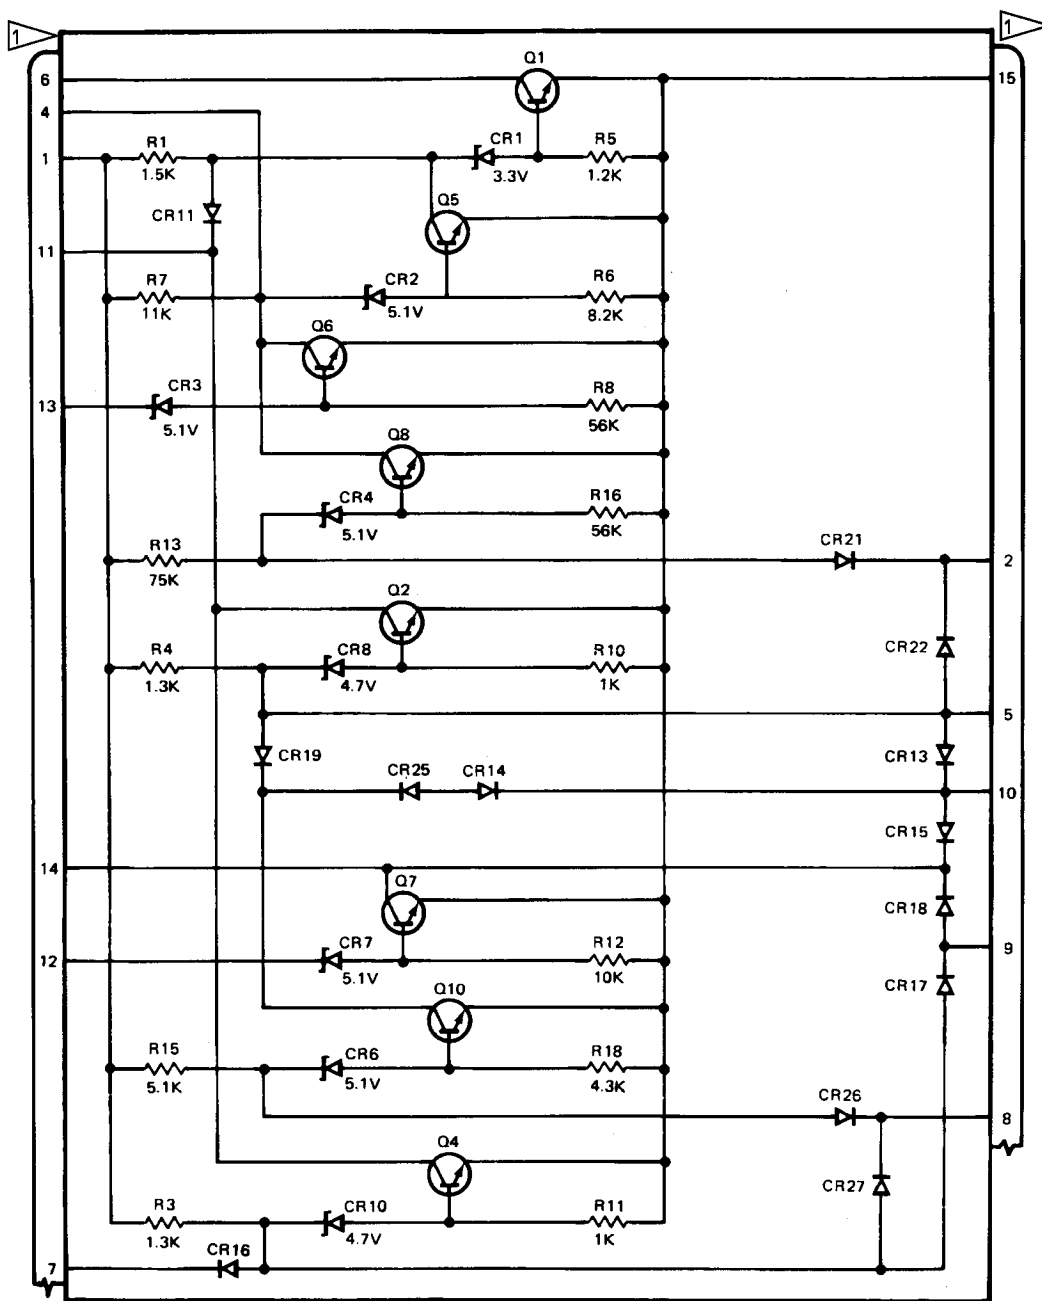 1
1
Q1
6
15
4
R1
CR1
R5
1
1.5K
3.3V
1.2K
CR11
Q5
11
R7
CR2
R6
11K
5.1V
8.2K
Q6
CR3
R8
13
5.1V
56K
Q8
CR4
R16
5.1V
56K
R13
CR21
2
75K
Q2
R4
CR8
R10
CR22
1.3K
4.7V
1K
5
CR19
CR13
CR25
CR14
10
CR15
14
Q7
CR18
CR7
R12
9
12
5.1V
10K
CR17
Q10
R15
CR6
R18
5.1K
5.1V
4.3K
CR26
8
Q4
CR27
R3
CR10
R11
1.3K
4.7V
1K
CR16
7